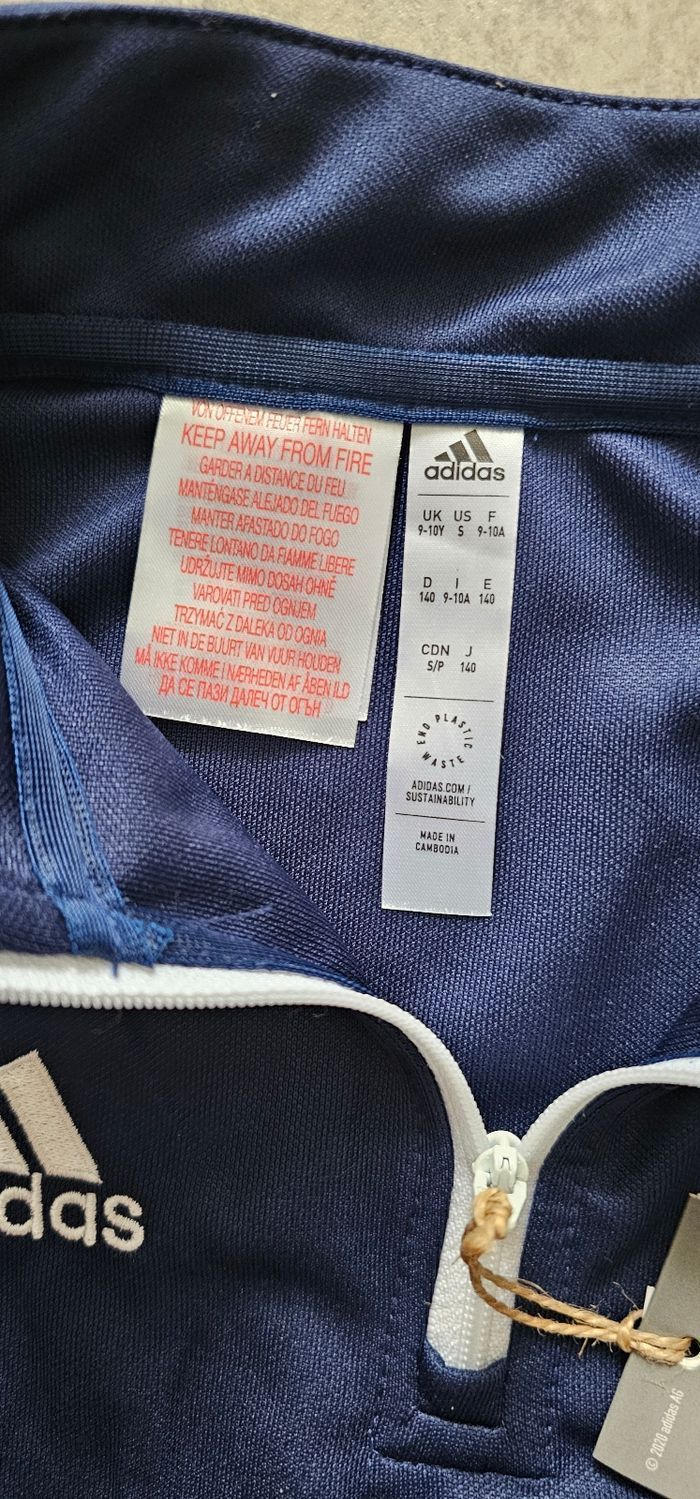 VON OFFENEM FEUER FERN HALTEN
KEEP AWAY FROM FIRE
GARDER A DISTANCE DU FEU
MANTÉNGASE ALEJADO DEL FUEGO
MANTER AFASTADO DO FOGO
TENERE LONTANO DA FIAMME LIBERE
UDRŽUJTE MIMO DOSAH OHNĚ
VAROVATI PRED OGNJEM
TRZYMAĆ Z DALEKA OD OGNIA
NIET IN DE BUURT VAN VUUR HOUDEN
MÅ IKKE KOMME I NÆRHEDEN AF ÅBEN ILD
ДА СЕ ПАЗИ ДАЛЕЧ ОТ ОГЪН
adidas
UK US F
9-10Y S 9-10A
D I E
140 9-10A 140
CDN J
S/P 140
END PLASTIC WASTE
ADIDAS.COM/
SUSTAINABILITY
MADE IN
CAMBODIA
das
© 2020 adidas AG